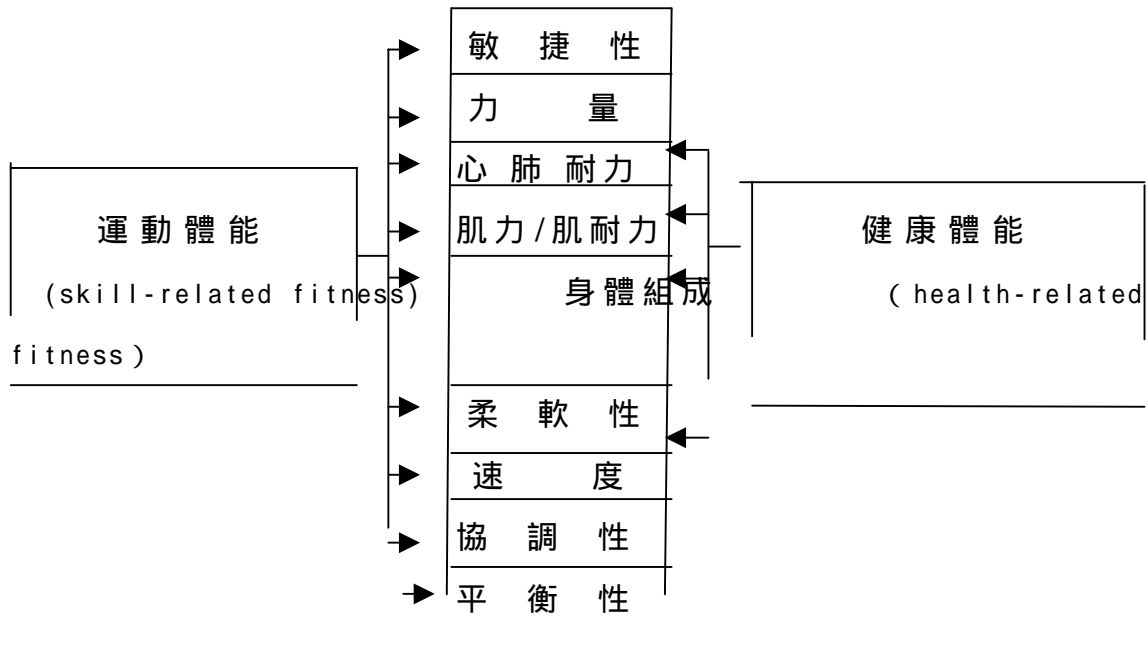 敏 捷 性
力 量
心 肺 耐力
肌力/肌耐力
運動體能 健康體能
(skill-related fitness) 身體組成 (health-related
fitness)
柔 軟 性
速 度
協 調 性
平 衡 性